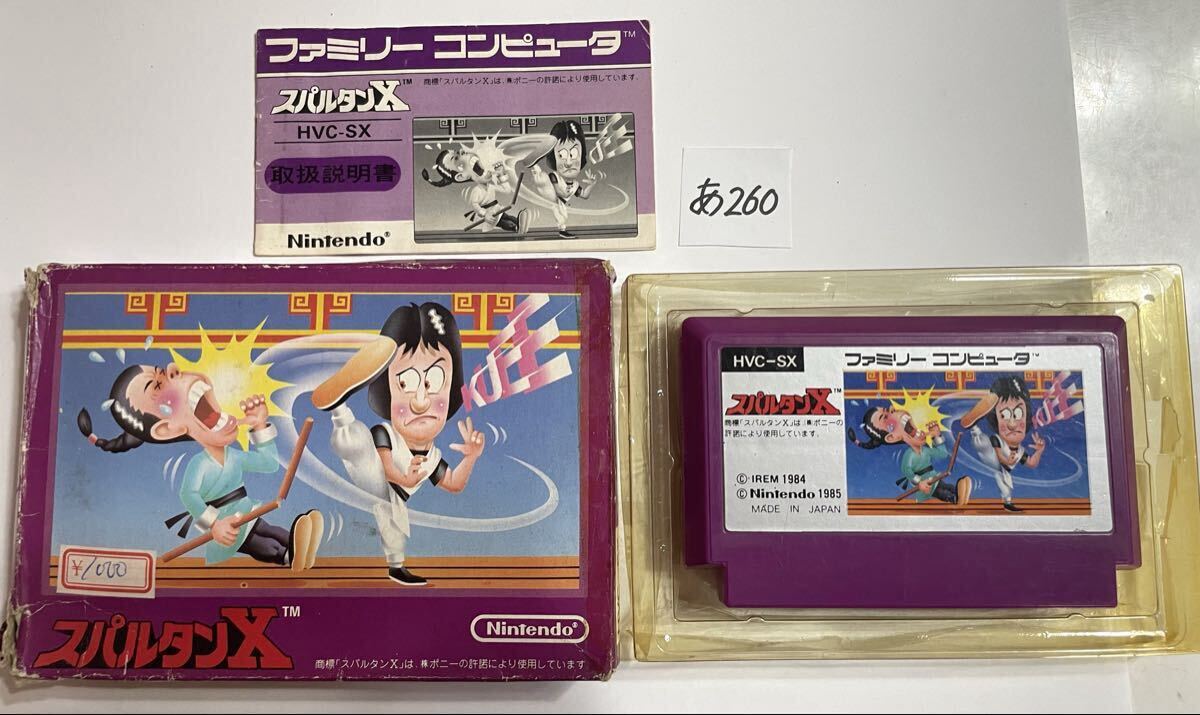 ファミリー コンピュータ™
スパルタンX™
商標「スパルタンX」は、㈱ポニーの許諾により使用しています。
HVC-SX
取扱説明書
Nintendo®
あ260
¥1000
スパルタンX™
Nintendo®
商標「スパルタンX」は、㈱ポニーの許諾により使用しています
HVC-SX
ファミリー コンピュータ™
スパルタンX™
商標「スパルタンX」は、㈱ポニーの
許諾により使用しています。
© IREM 1984
© Nintendo 1985
MADE IN JAPAN